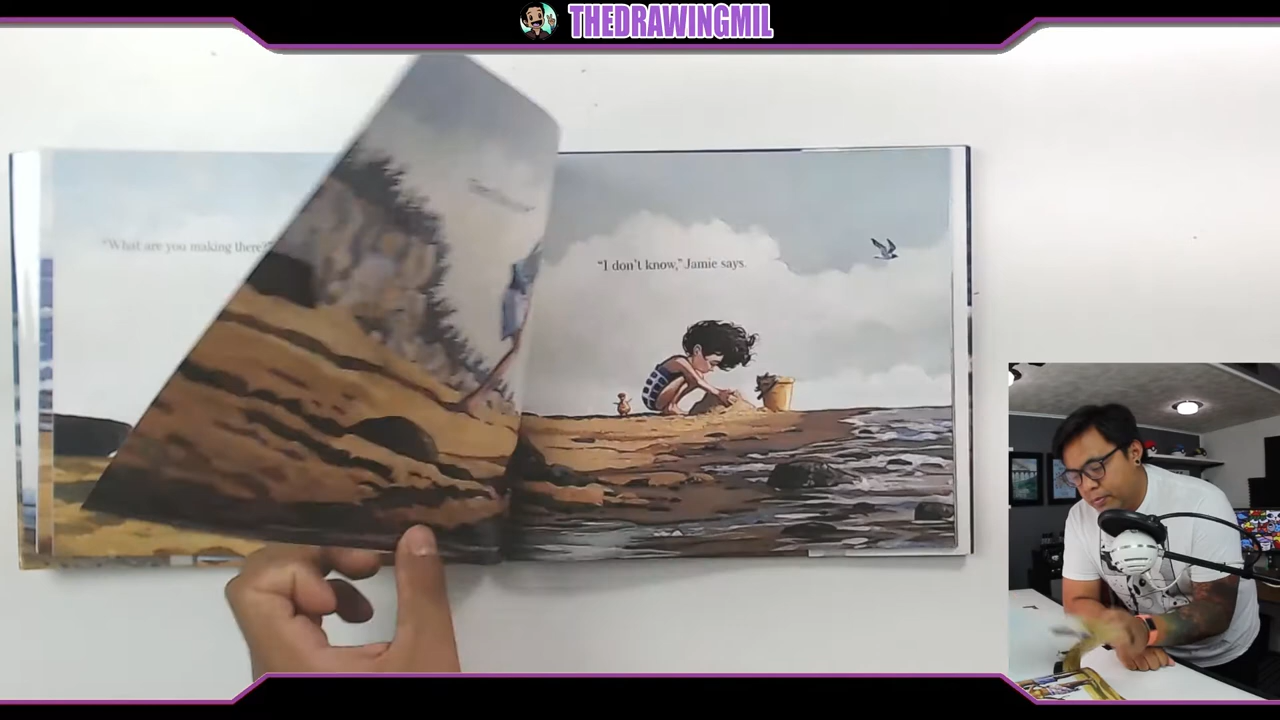 THEDRAWINGMIL
"What are you making there?"
"I don't know," Jamie says.